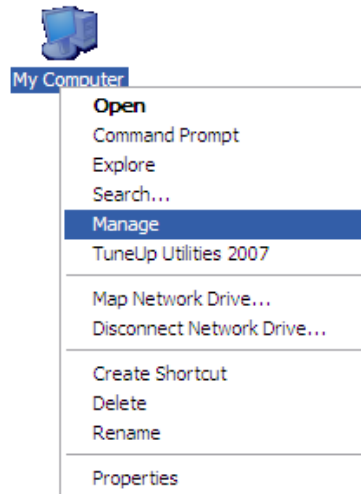 My Computer
Open
Command Prompt
Explore
Search...
Manage
TuneUp Utilities 2007
Map Network Drive...
Disconnect Network Drive...
Create Shortcut
Delete
Rename
Properties